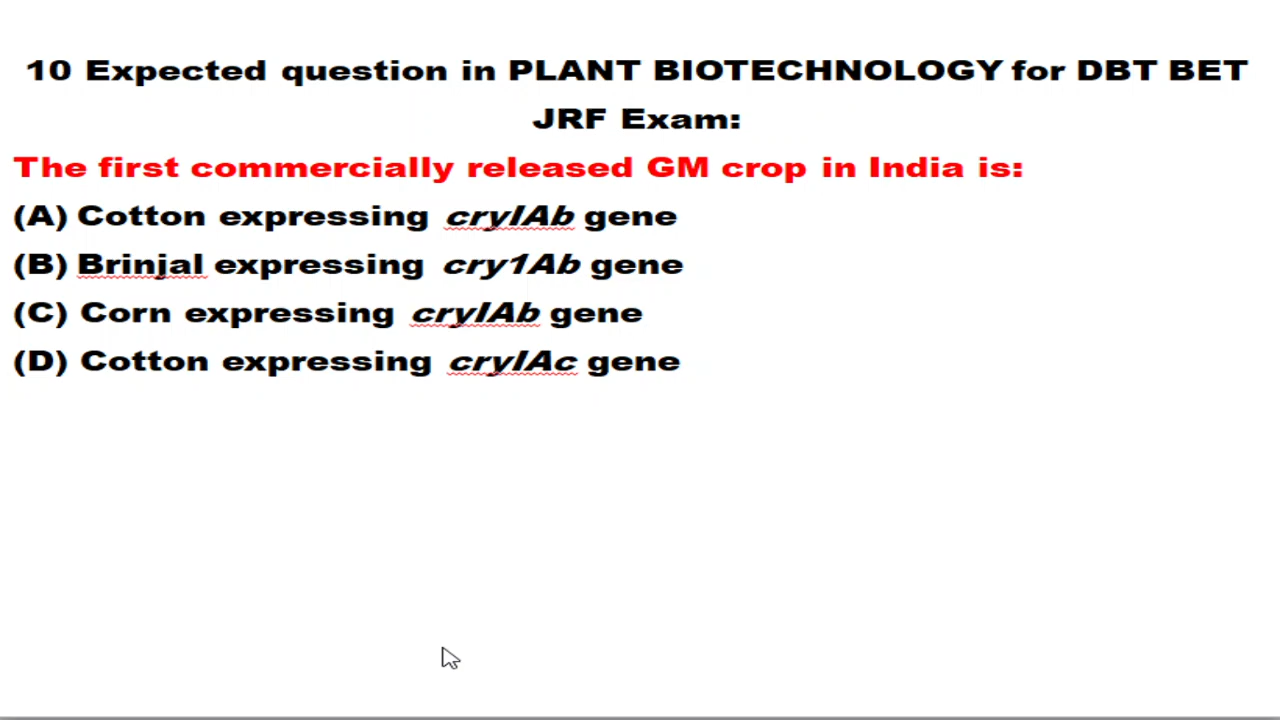 10 Expected question in PLANT BIOTECHNOLOGY for DBT BET
JRF Exam:
The first commercially released GM crop in India is:
(A) Cotton expressing cryIAb gene
(B) Brinjal expressing cry1Ab gene
(C) Corn expressing cryIAb gene
(D) Cotton expressing cryIAc gene